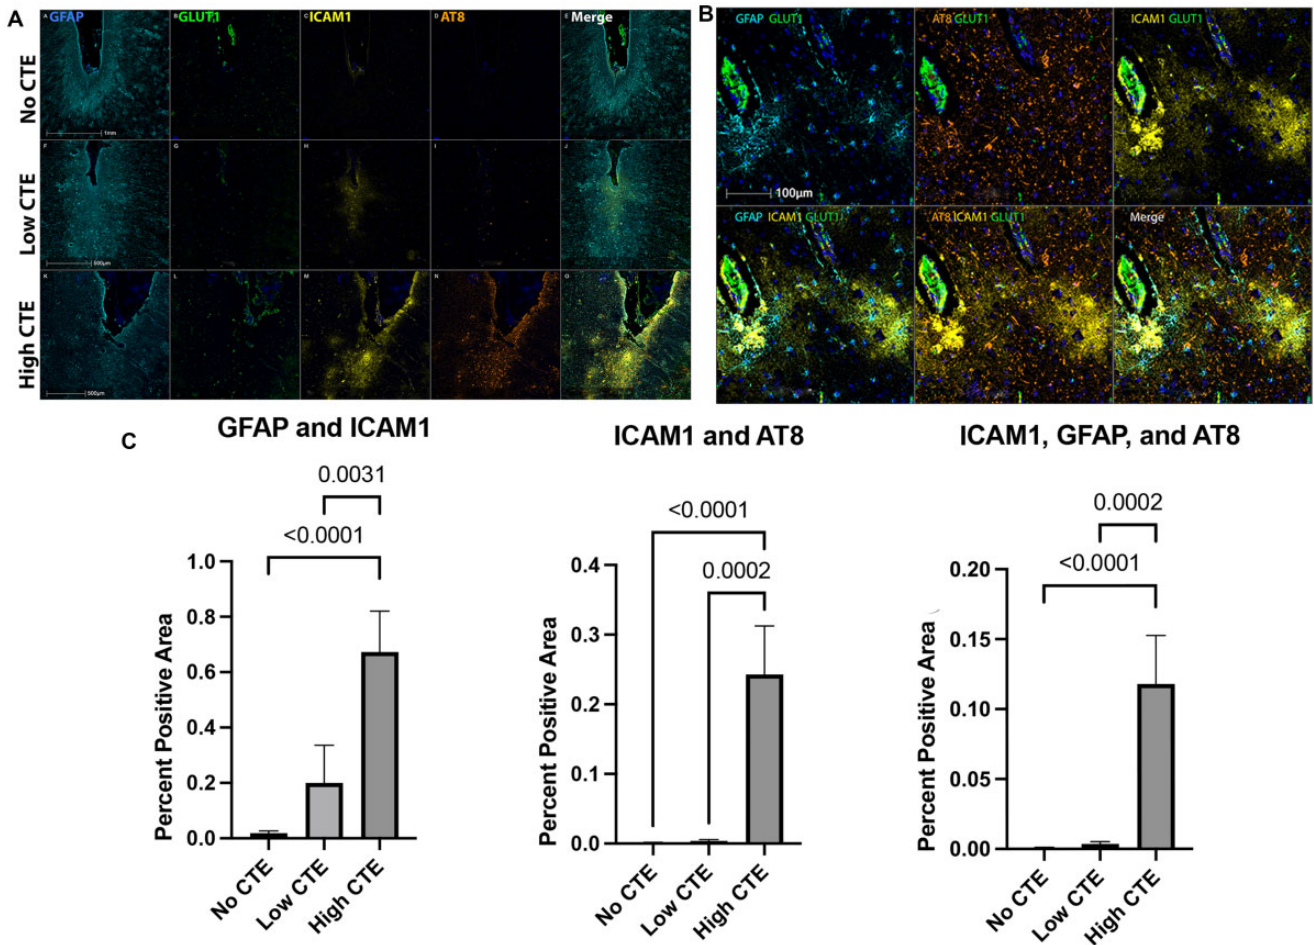 A
GFAP
GLUT1
ICAM1
AT8
Merge
A
B
C
D
E
No CTE
1mm
F
G
H
I
J
Low CTE
500µm
K
L
M
N
O
High CTE
500µm
B
GFAP GLUT1
AT8 GLUT1
ICAM1 GLUT1
100µm
GFAP ICAM1 GLUT1
AT8 ICAM1 GLUT1
Merge
C
GFAP and ICAM1
0.0031
<0.0001
Percent Positive Area
1.0
0.8
0.6
0.4
0.2
0.0
No CTE
Low CTE
High CTE
ICAM1 and AT8
<0.0001
0.0002
Percent Positive Area
0.4
0.3
0.2
0.1
0.0
No CTE
Low CTE
High CTE
ICAM1, GFAP, and AT8
0.0002
<0.0001
Percent Positive Area
0.20
0.15
0.10
0.05
0.00
No CTE
Low CTE
High CTE